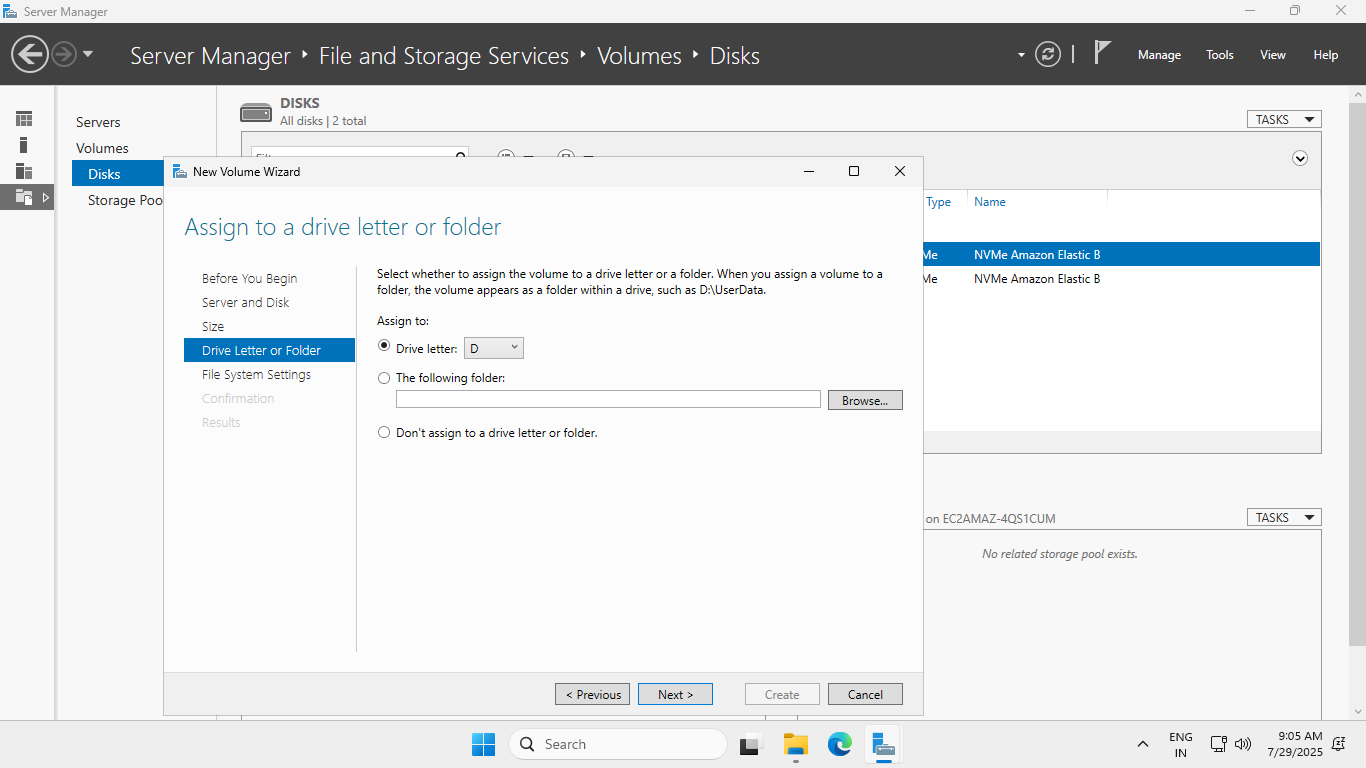 Server Manager
Server Manager ‣ File and Storage Services ‣ Volumes ‣ Disks
Manage
Tools
View
Help
Servers
Volumes
Disks
Storage Poo
DISKS
All disks | 2 total
TASKS
Type
Name
Me
NVMe Amazon Elastic B
Me
NVMe Amazon Elastic B
New Volume Wizard
Assign to a drive letter or folder
Before You Begin
Server and Disk
Size
Drive Letter or Folder
File System Settings
Confirmation
Results
Select whether to assign the volume to a drive letter or a folder. When you assign a volume to a
folder, the volume appears as a folder within a drive, such as D:\UserData.
Assign to:
Drive letter: D
The following folder:
Browse...
Don't assign to a drive letter or folder.
< Previous
Next >
Create
Cancel
on EC2AMAZ-4QS1CUM
TASKS
No related storage pool exists.
Search
ENG
IN
9:05 AM
7/29/2025